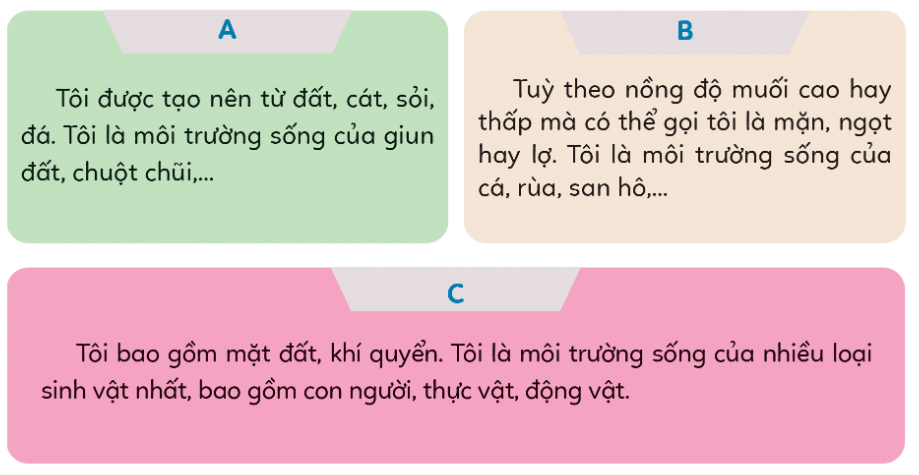 A
Tôi được tạo nên từ đất, cát, sỏi,
đá. Tôi là môi trường sống của giun
đất, chuột chũi,...
B
Tuỳ theo nồng độ muối cao hay
thấp mà có thể gọi tôi là mặn, ngọt
hay lợ. Tôi là môi trường sống của
cá, rùa, san hô,...
C
Tôi bao gồm mặt đất, khí quyển. Tôi là môi trường sống của nhiều loại
sinh vật nhất, bao gồm con người, thực vật, động vật.